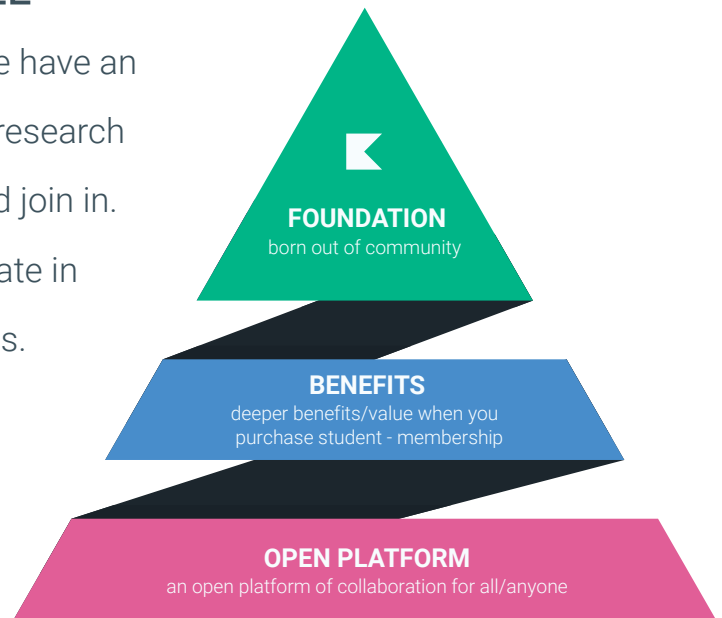 e have an
research
d join in.
ate in
s.
FOUNDATION
born out of community
BENEFITS
deeper benefits/value when you
purchase student - membership
OPEN PLATFORM
an open platform of collaboration for all/anyone